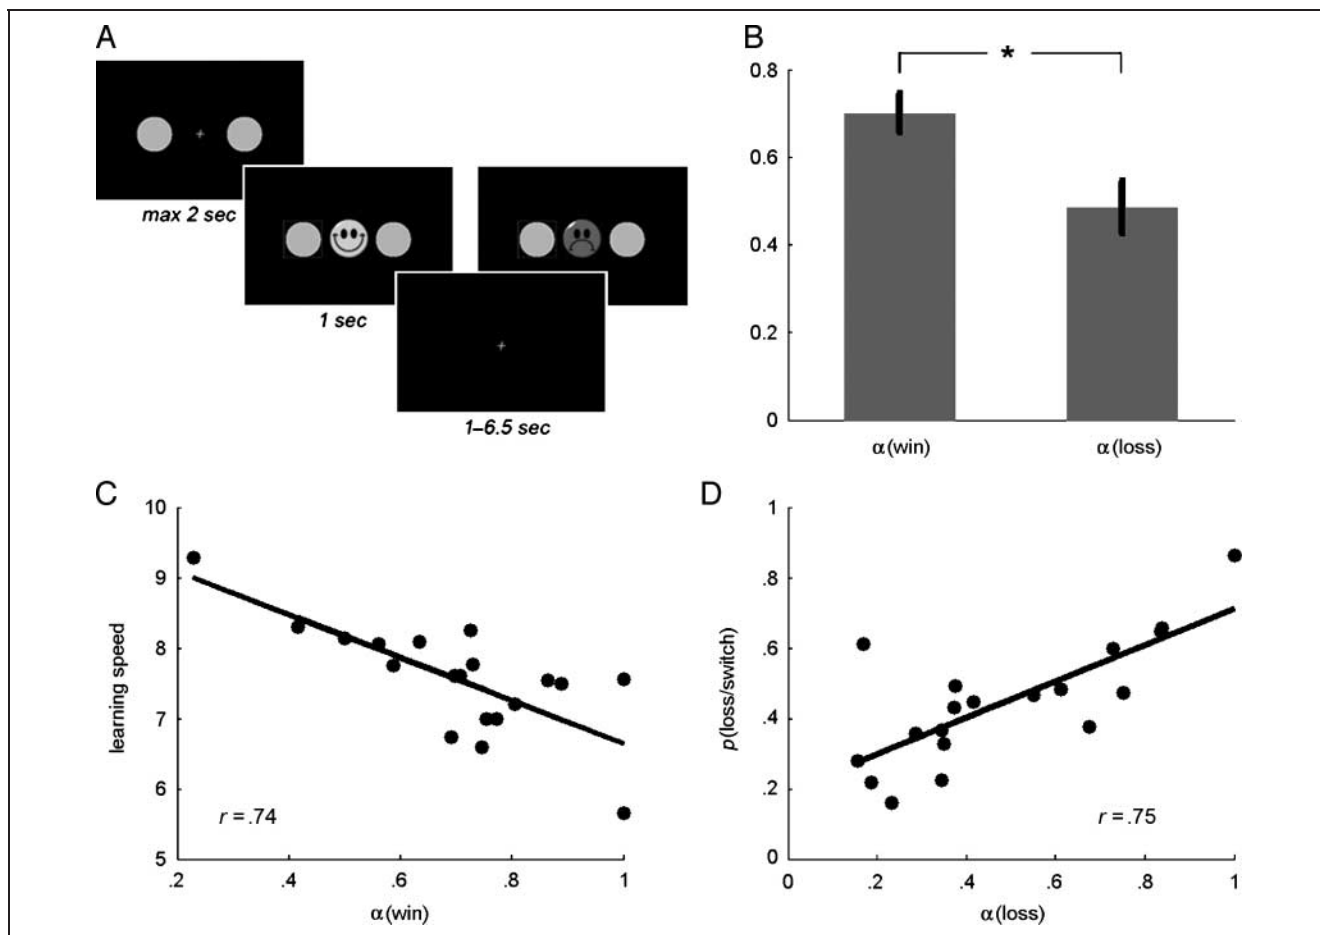 A
max 2 sec
1 sec
1–6.5 sec
B
*
0.8
0.6
0.4
0.2
0
α(win)
α(loss)
C
10
9
8
7
6
5
learning speed
r = .74
.2
.4
.6
.8
1
α(win)
D
1
.8
.6
.4
.2
0
p(loss/switch)
r = .75
0
.2
.4
.6
.8
1
α(loss)